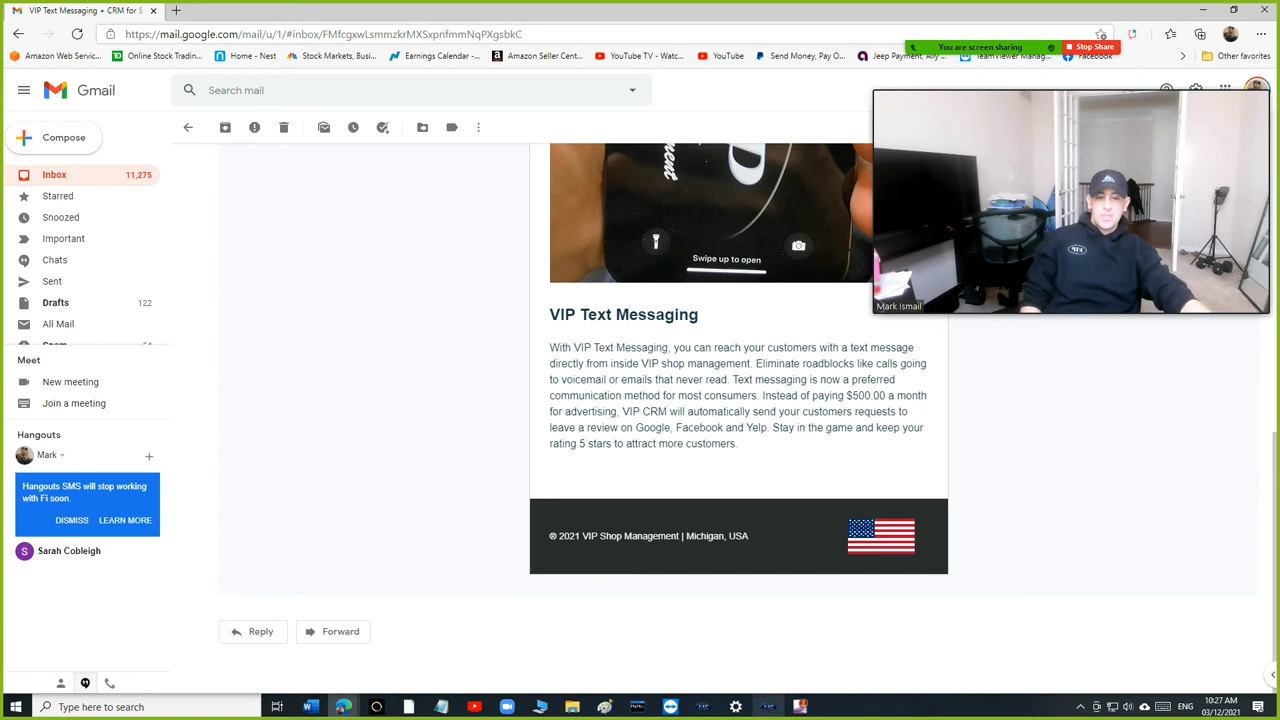 VIP Text Messaging + CRM for S
https://mail.google.com/mail/u/1/#inbox/FMfcgxwLsmmzkrMXSxpnfmmNqPXgsbkC
You are screen sharing
Stop Share
Amazon Web Servic...
Online Stock Tradin...
Home
Netflix
Hours
Settings Calendar -...
Amazon Seller Cent...
YouTube TV - Watc...
YouTube
Send Money, Pay O...
Jeep Payment, Ally...
TeamViewer Manag...
Facebook
Other favorites
Gmail
Search mail
Compose
Inbox 11,275
Starred
Snoozed
Important
Chats
Sent
Drafts 122
All Mail
Meet
New meeting
Join a meeting
Hangouts
Mark
Hangouts SMS will stop working
with Fi soon.
DISMISS LEARN MORE
S Sarah Cobleigh
Swipe up to open
Mark Ismail
VIP Text Messaging
With VIP Text Messaging, you can reach your customers with a text message
directly from inside VIP shop management. Eliminate roadblocks like calls going
to voicemail or emails that never read. Text messaging is now a preferred
communication method for most consumers. Instead of paying $500.00 a month
for advertising, VIP CRM will automatically send your customers requests to
leave a review on Google, Facebook and Yelp. Stay in the game and keep your
rating 5 stars to attract more customers.
® 2021 VIP Shop Management | Michigan, USA
Reply
Forward
Type here to search
ENG
10:27 AM
03/12/2021